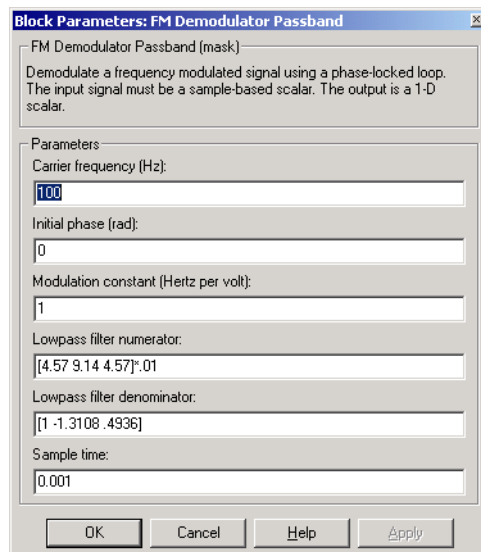 Block Parameters: FM Demodulator Passband
FM Demodulator Passband (mask)
Demodulate a frequency modulated signal using a phase-locked loop.
The input signal must be a sample-based scalar. The output is a 1-D
scalar.
Parameters
Carrier frequency (Hz):
100
Initial phase (rad):
0
Modulation constant (Hertz per volt):
1
Lowpass filter numerator:
[4.57 9.14 4.57]*.01
Lowpass filter denominator:
[1 -1.3108 .4936]
Sample time:
0.001
OK Cancel Help Apply